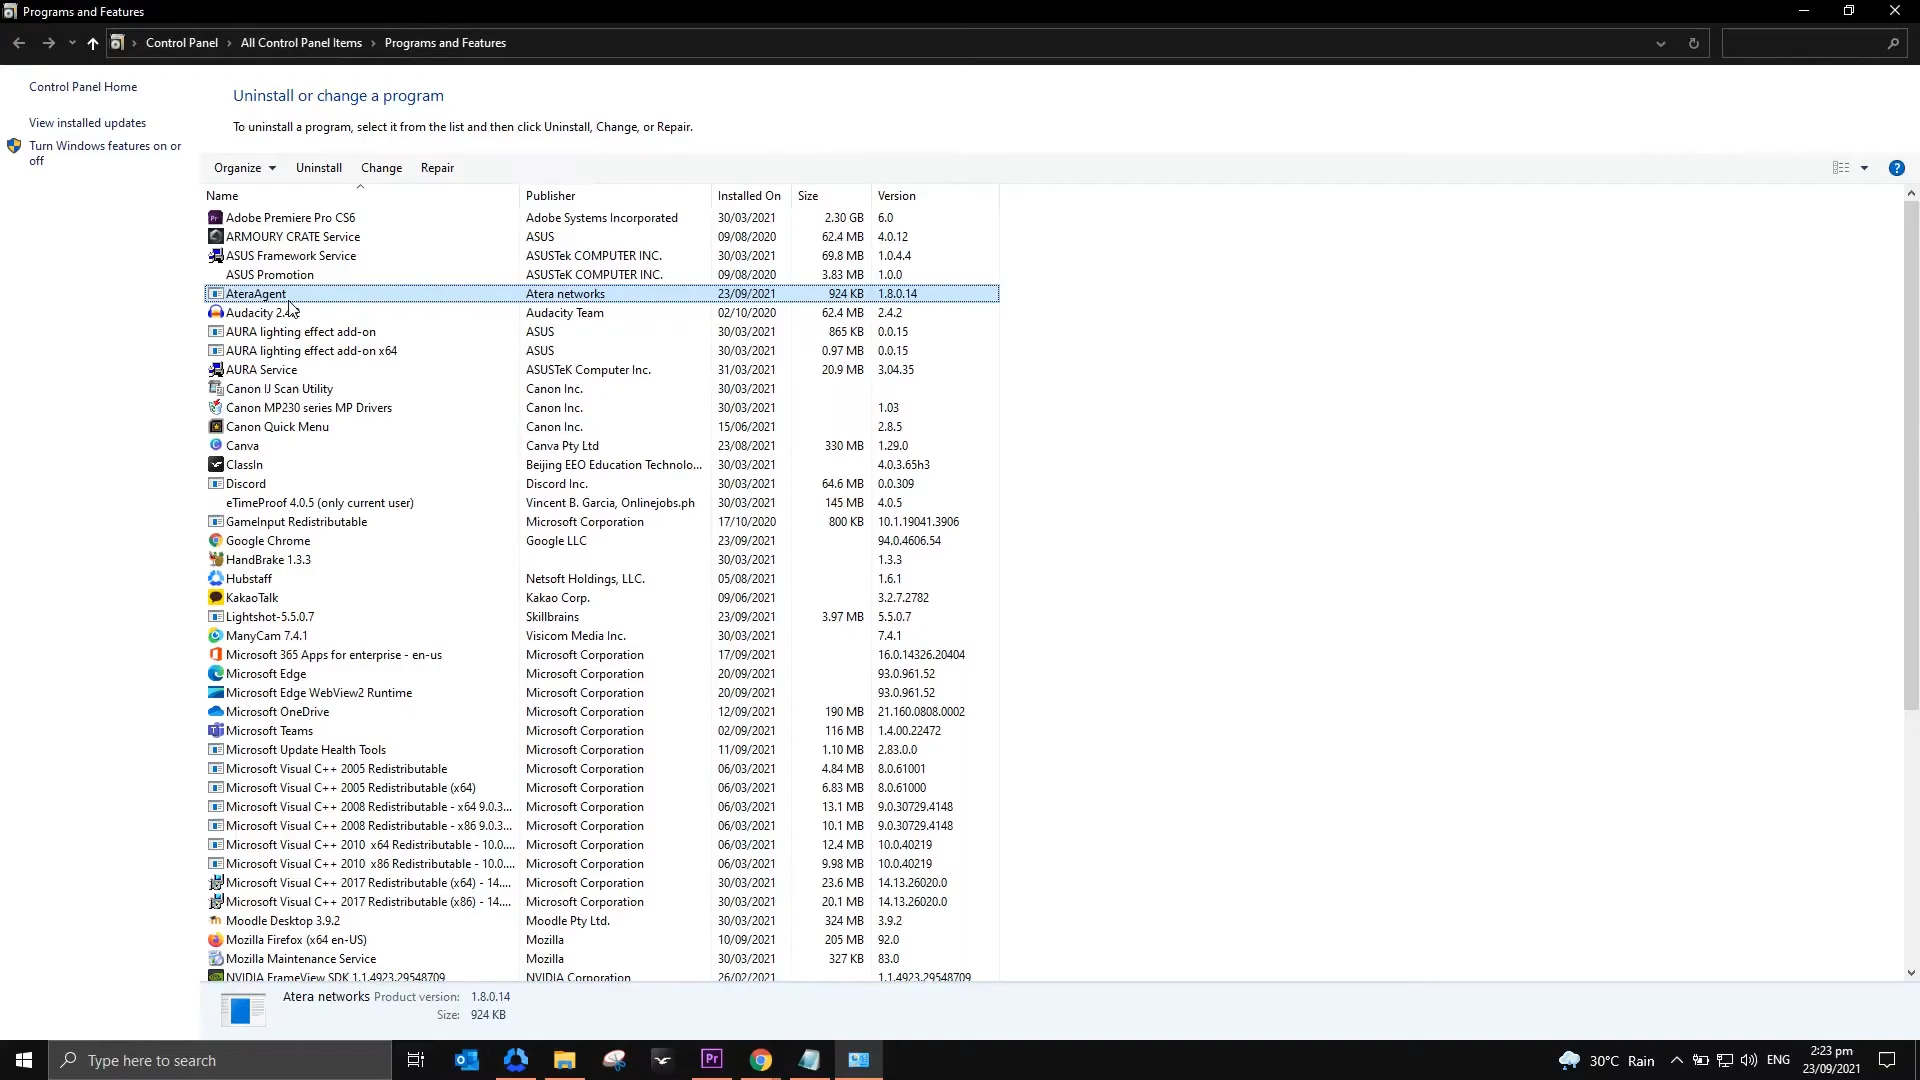 Programs and Features
Control Panel › All Control Panel Items › Programs and Features
Control Panel Home
View installed updates
Turn Windows features on or
off
Uninstall or change a program
To uninstall a program, select it from the list and then click Uninstall, Change, or Repair.
Organize Uninstall Change Repair
Name Publisher Installed On Size Version
Adobe Premiere Pro CS6 Adobe Systems Incorporated 30/03/2021 2.30 GB 6.0
ARMOURY CRATE Service ASUS 09/08/2020 62.4 MB 4.0.12
ASUS Framework Service ASUSTek COMPUTER INC. 30/03/2021 69.8 MB 1.0.4.4
ASUS Promotion ASUSTeK COMPUTER INC. 09/08/2020 3.83 MB 1.0.0
AteraAgent Atera networks 23/09/2021 924 KB 1.8.0.14
Audacity 2.4 Audacity Team 02/10/2020 62.4 MB 2.4.2
AURA lighting effect add-on ASUS 30/03/2021 865 KB 0.0.15
AURA lighting effect add-on x64 ASUS 30/03/2021 0.97 MB 0.0.15
AURA Service ASUSTeK Computer Inc. 31/03/2021 20.9 MB 3.04.35
Canon IJ Scan Utility Canon Inc. 30/03/2021
Canon MP230 series MP Drivers Canon Inc. 30/03/2021 1.03
Canon Quick Menu Canon Inc. 15/06/2021 2.8.5
Canva Canva Pty Ltd 23/08/2021 330 MB 1.29.0
ClassIn Beijing EEO Education Technolo... 30/03/2021 4.0.3.65h3
Discord Discord Inc. 30/03/2021 64.6 MB 0.0.309
eTimeProof 4.0.5 (only current user) Vincent B. Garcia, Onlinejobs.ph 30/03/2021 145 MB 4.0.5
GameInput Redistributable Microsoft Corporation 17/10/2020 800 KB 10.1.19041.3906
Google Chrome Google LLC 23/09/2021 94.0.4606.54
HandBrake 1.3.3 30/03/2021 1.3.3
Hubstaff Netsoft Holdings, LLC. 05/08/2021 1.6.1
KakaoTalk Kakao Corp. 09/06/2021 3.2.7.2782
Lightshot-5.5.0.7 Skillbrains 23/09/2021 3.97 MB 5.5.0.7
ManyCam 7.4.1 Visicom Media Inc. 30/03/2021 7.4.1
Microsoft 365 Apps for enterprise - en-us Microsoft Corporation 17/09/2021 16.0.14326.20404
Microsoft Edge Microsoft Corporation 20/09/2021 93.0.961.52
Microsoft Edge WebView2 Runtime Microsoft Corporation 20/09/2021 93.0.961.52
Microsoft OneDrive Microsoft Corporation 12/09/2021 190 MB 21.160.0808.0002
Microsoft Teams Microsoft Corporation 02/09/2021 116 MB 1.4.00.22472
Microsoft Update Health Tools Microsoft Corporation 11/09/2021 1.10 MB 2.83.0.0
Microsoft Visual C++ 2005 Redistributable Microsoft Corporation 06/03/2021 4.84 MB 8.0.61001
Microsoft Visual C++ 2005 Redistributable (x64) Microsoft Corporation 06/03/2021 6.83 MB 8.0.61000
Microsoft Visual C++ 2008 Redistributable - x64 9.0.3... Microsoft Corporation 06/03/2021 13.1 MB 9.0.30729.4148
Microsoft Visual C++ 2008 Redistributable - x86 9.0.3... Microsoft Corporation 06/03/2021 10.1 MB 9.0.30729.4148
Microsoft Visual C++ 2010 x64 Redistributable - 10.0.... Microsoft Corporation 06/03/2021 12.4 MB 10.0.40219
Microsoft Visual C++ 2010 x86 Redistributable - 10.0.... Microsoft Corporation 06/03/2021 9.98 MB 10.0.40219
Microsoft Visual C++ 2017 Redistributable (x64) - 14.... Microsoft Corporation 30/03/2021 23.6 MB 14.13.26020.0
Microsoft Visual C++ 2017 Redistributable (x86) - 14.... Microsoft Corporation 30/03/2021 20.1 MB 14.13.26020.0
Moodle Desktop 3.9.2 Moodle Pty Ltd. 30/03/2021 324 MB 3.9.2
Mozilla Firefox (x64 en-US) Mozilla 10/09/2021 205 MB 92.0
Mozilla Maintenance Service Mozilla 30/03/2021 327 KB 83.0
NVIDIA FrameView SDK 1.1.4923.29548709 NVIDIA Corporation 26/02/2021 1.1.4923.29548709
Atera networks Product version: 1.8.0.14
Size: 924 KB
Type here to search
Pr
30°C Rain
ENG
2:23 pm
23/09/2021